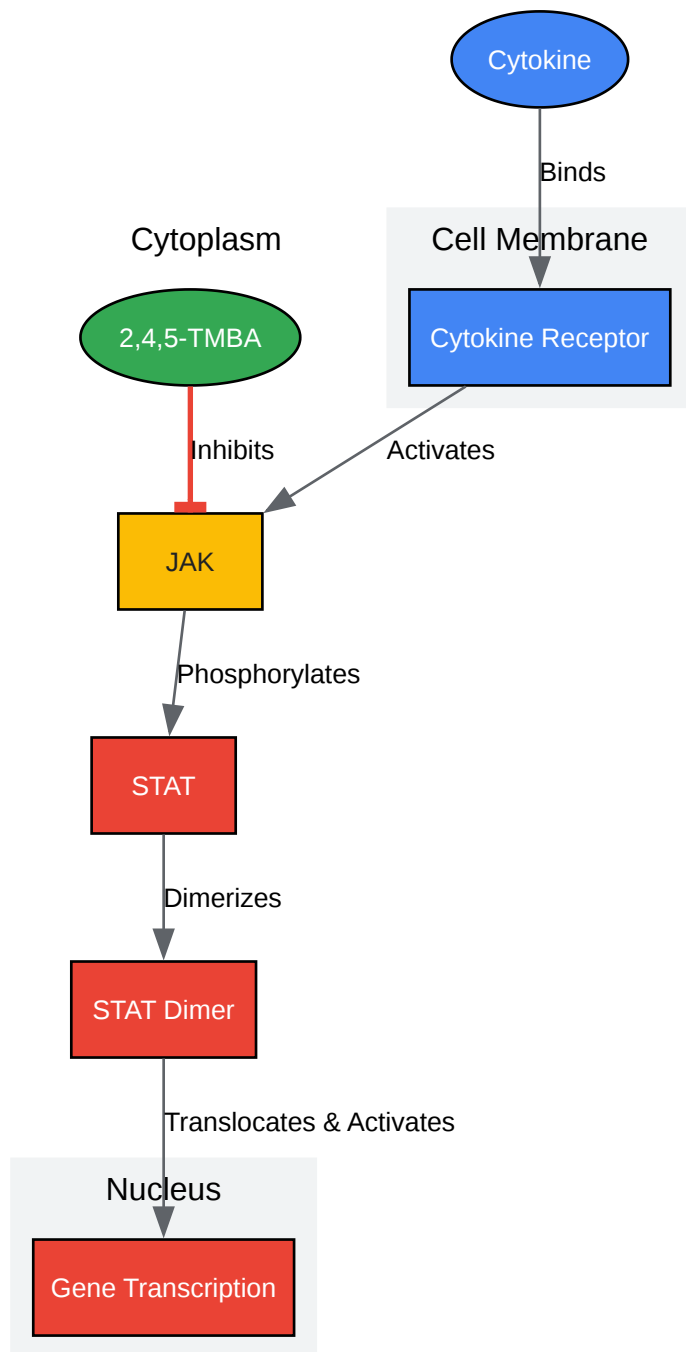 Cytokine
Binds
Cytoplasm
Cell Membrane
2,4,5-TMBA
Cytokine Receptor
Inhibits
Activates
JAK
Phosphorylates
STAT
Dimerizes
STAT Dimer
Translocates & Activates
Nucleus
Gene Transcription